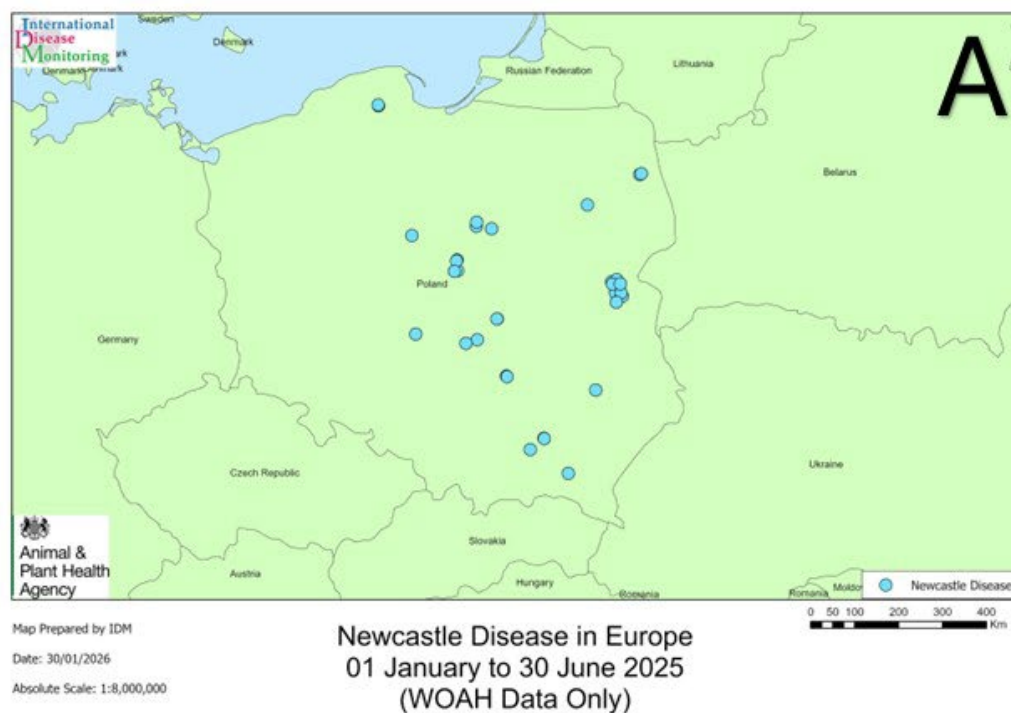 International
Disease
Monitoring
Sweden
Denmark
Denmark
A
Russian Federation
Lithuania
Belarus
Poland
Germany
Czech Republic
Ukraine
Slovakia
Austria
Hungary
Romania
Romania
Animal &
Plant Health
Agency
Newcastle Disease
0 50 100 200 300 400
Km
Map Prepared by IDM
Date: 30/01/2026
Absolute Scale: 1:8,000,000
Newcastle Disease in Europe
01 January to 30 June 2025
(WOAH Data Only)